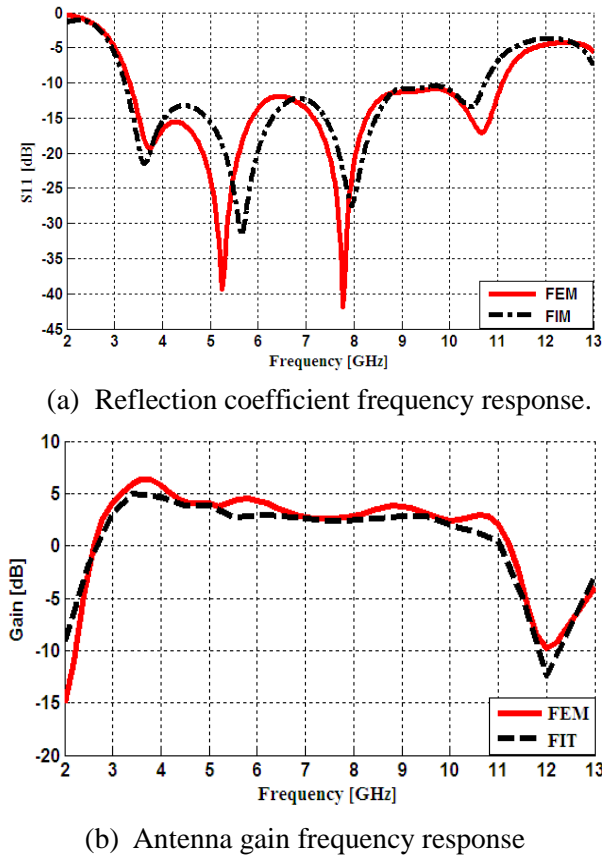 0
-5
-10
-15
-20
-25
-30
-35
-40
-45
S11 [dB]
FEM
FIM
2 3 4 5 6 7 8 9 10 11 12 13
Frequency [GHz]
(a) Reflection coefficient frequency response.
10
5
0
-5
-10
-15
-20
Gain [dB]
FEM
FIT
2 3 4 5 6 7 8 9 10 11 12 13
Frequency [GHz]
(b) Antenna gain frequency response